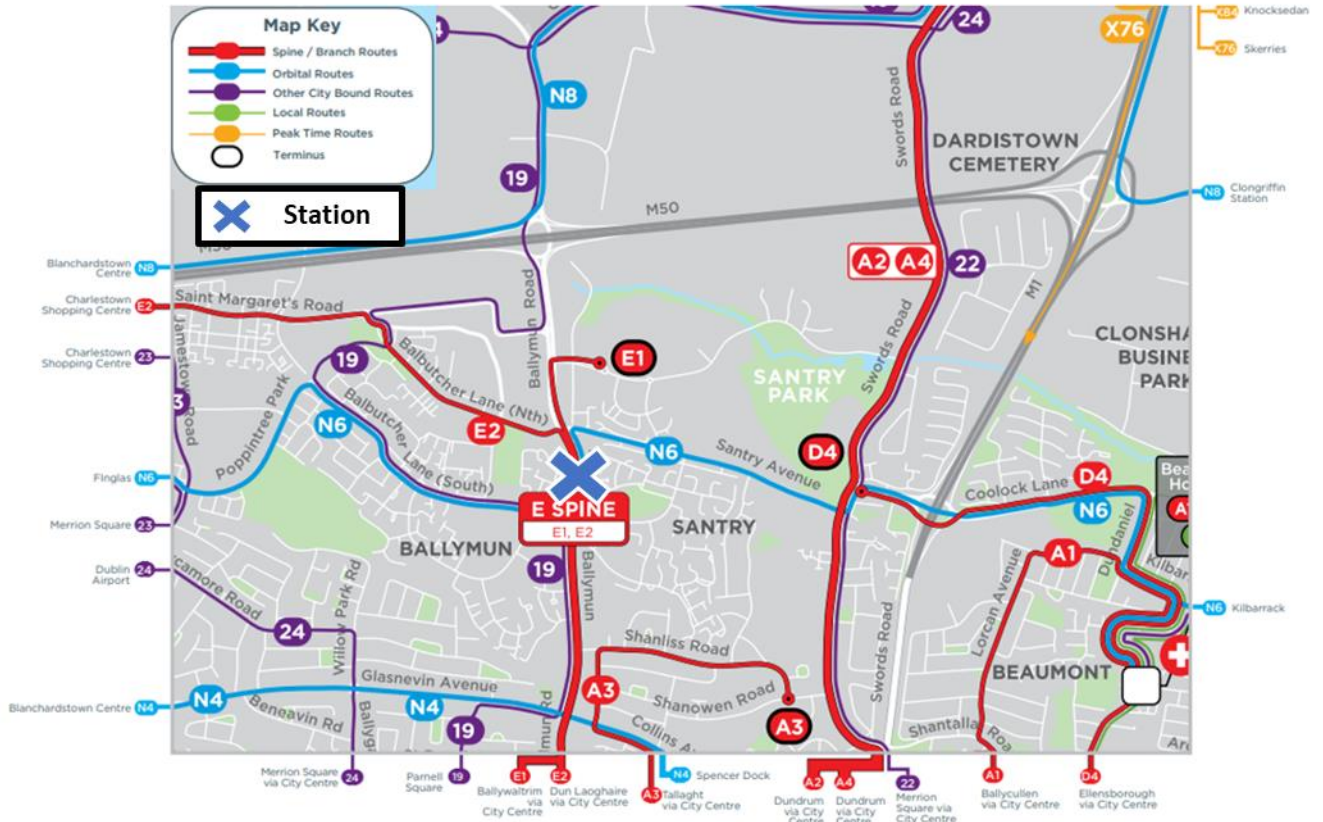 Map Key
Spine / Branch Routes
Orbital Routes
Other City Bound Routes
Local Routes
Peak Time Routes
Terminus
Station
24
X76
X84 Knocksedan
X76 Skerries
N8
19
Swords Road
DARDISTOWN
CEMETERY
M50
N8 Clongriffin
Station
Blanchardstown
Centre N8
A2 A4
22
M1
Charlestown
Shopping Centre E2
Saint Margaret's Road
Ballymun Road
Swords Road
Jamestown Road
Charlestown
Shopping Centre 23
19
Balbutcher Lane (Nth)
E1
SANTRY
PARK
Poppintree Park
N6
Balbutcher Lane (South)
E2
N6
Santry Avenue
D4
Coolock Lane
D4
N6
Finglas N6
E SPINE
E1, E2
SANTRY
Merrion Square 23
BALLYMUN
Dublin
Airport 24
19
Ballymun
Lorcan Avenue
A1
Dundaniel
N6 Kilbarrack
24
Willow Park Rd
Shanliss Road
Swords Road
BEAUMONT
Glasnevin Avenue
A3
Shanowen Road
A3
Blanchardstown Centre N4
N4
Beneavin Rd
N4
19
Collins
Shantalla
Merrion Square
via City Centre
24
Parnell
Square
19
E1
Ballywaltrim
via
City Centre
E2
Dun Laoghaire
via City Centre
A3
Tallaght
via City Centre
N4 Spencer Dock
A2
Dundrum
via City
Centre
A4
Dundrum
via City
Centre
22
Merrion
Square via
City Centre
A1
Ballycullen
via City Centre
D4
Ellensborough
via City Centre